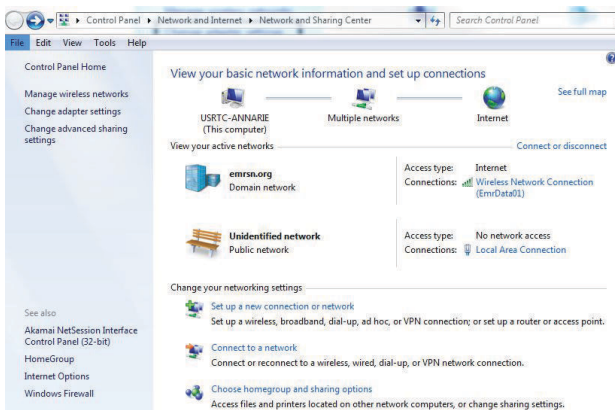 Control Panel ▸ Network and Internet ▸ Network and Sharing Center
Search Control Panel
File Edit View Tools Help
Control Panel Home
Manage wireless networks
Change adapter settings
Change advanced sharing
settings
See also
Akamai NetSession Interface
Control Panel (32-bit)
HomeGroup
Internet Options
Windows Firewall
View your basic network information and set up connections
See full map
USRTC-ANNARIE
(This computer)
Multiple networks
Internet
View your active networks
Connect or disconnect
emrsn.org
Domain network
Access type: Internet
Connections: Wireless Network Connection
(EmrData01)
Unidentified network
Public network
Access type: No network access
Connections: Local Area Connection
Change your networking settings
Set up a new connection or network
Set up a wireless, broadband, dial-up, ad hoc, or VPN connection; or set up a router or access point.
Connect to a network
Connect or reconnect to a wireless, wired, dial-up, or VPN network connection.
Choose homegroup and sharing options
Access files and printers located on other network computers, or change sharing settings.